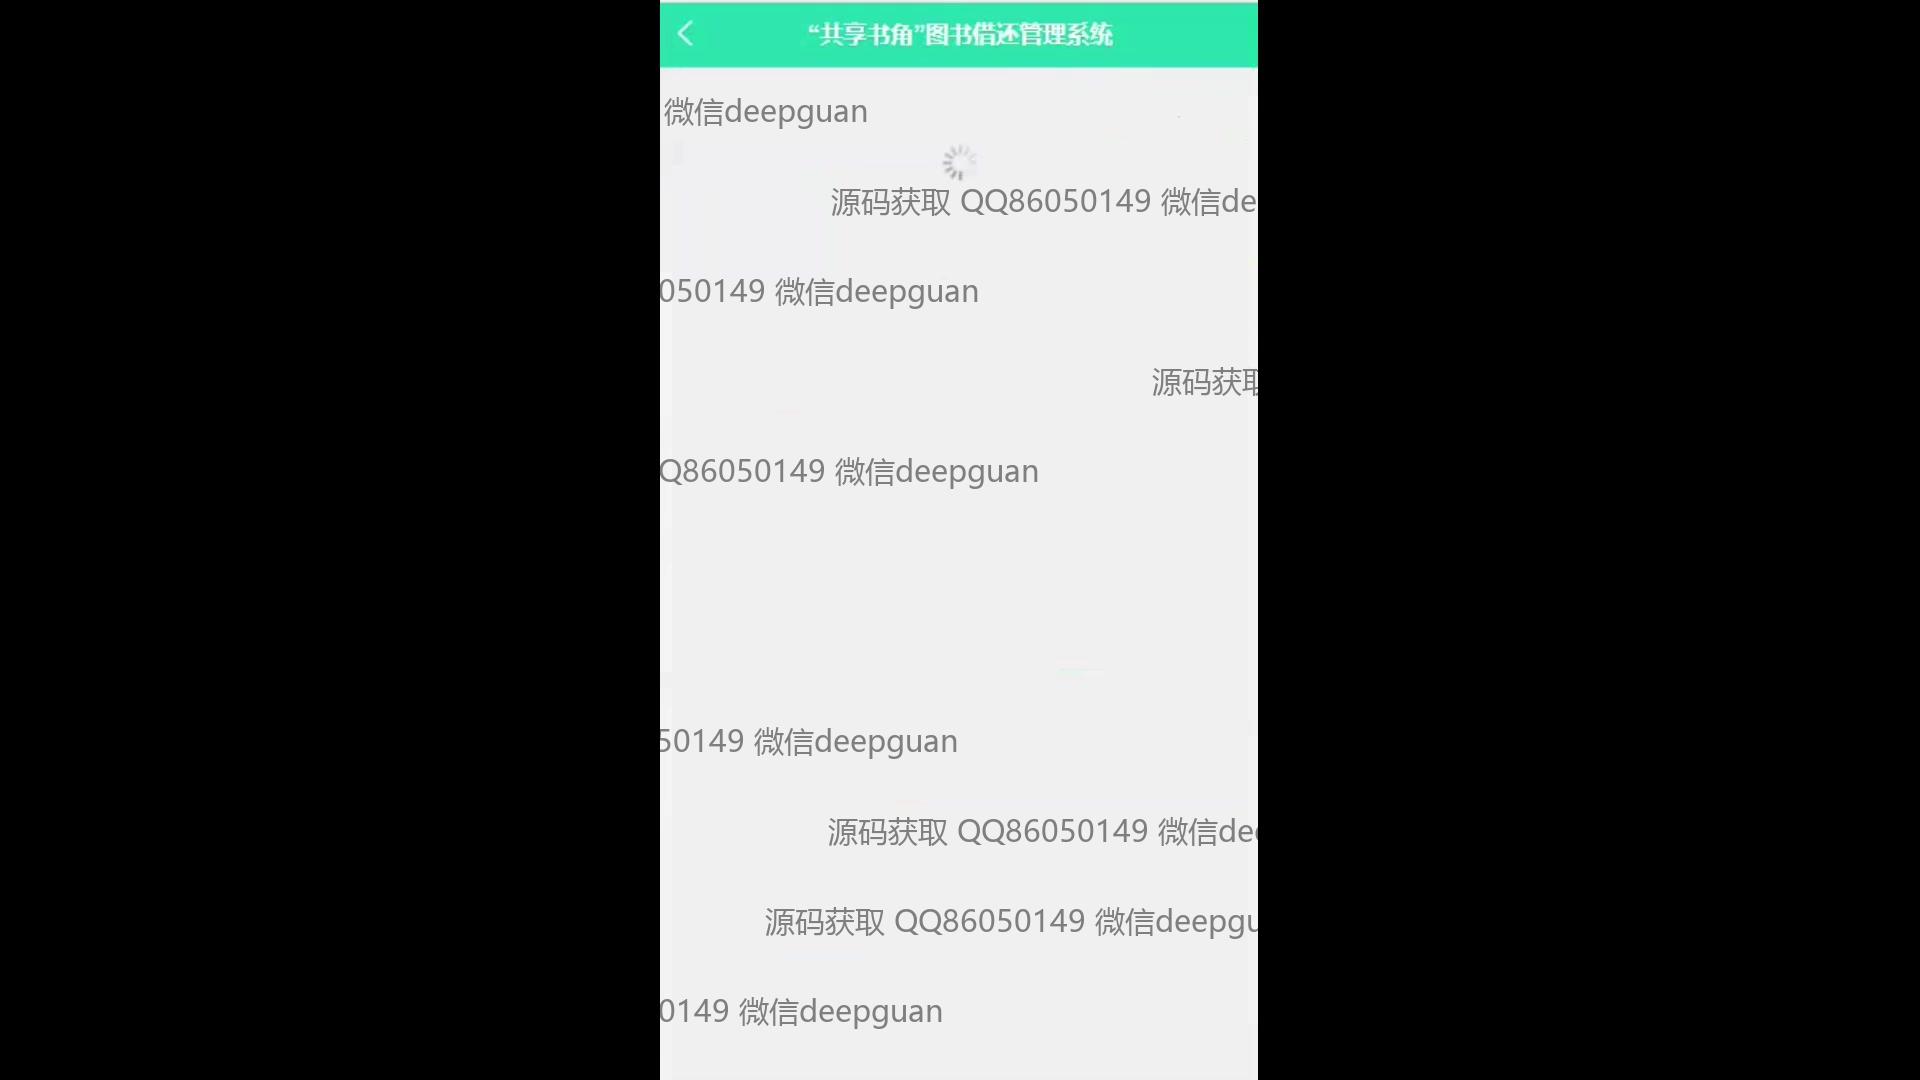 “共享书角”图书借还管理系统
微信deepguan
源码获取 QQ86050149 微信de
050149 微信deepguan
源码获取
Q86050149 微信deepguan
50149 微信deepguan
源码获取 QQ86050149 微信dee
源码获取 QQ86050149 微信deepgu
0149 微信deepguan